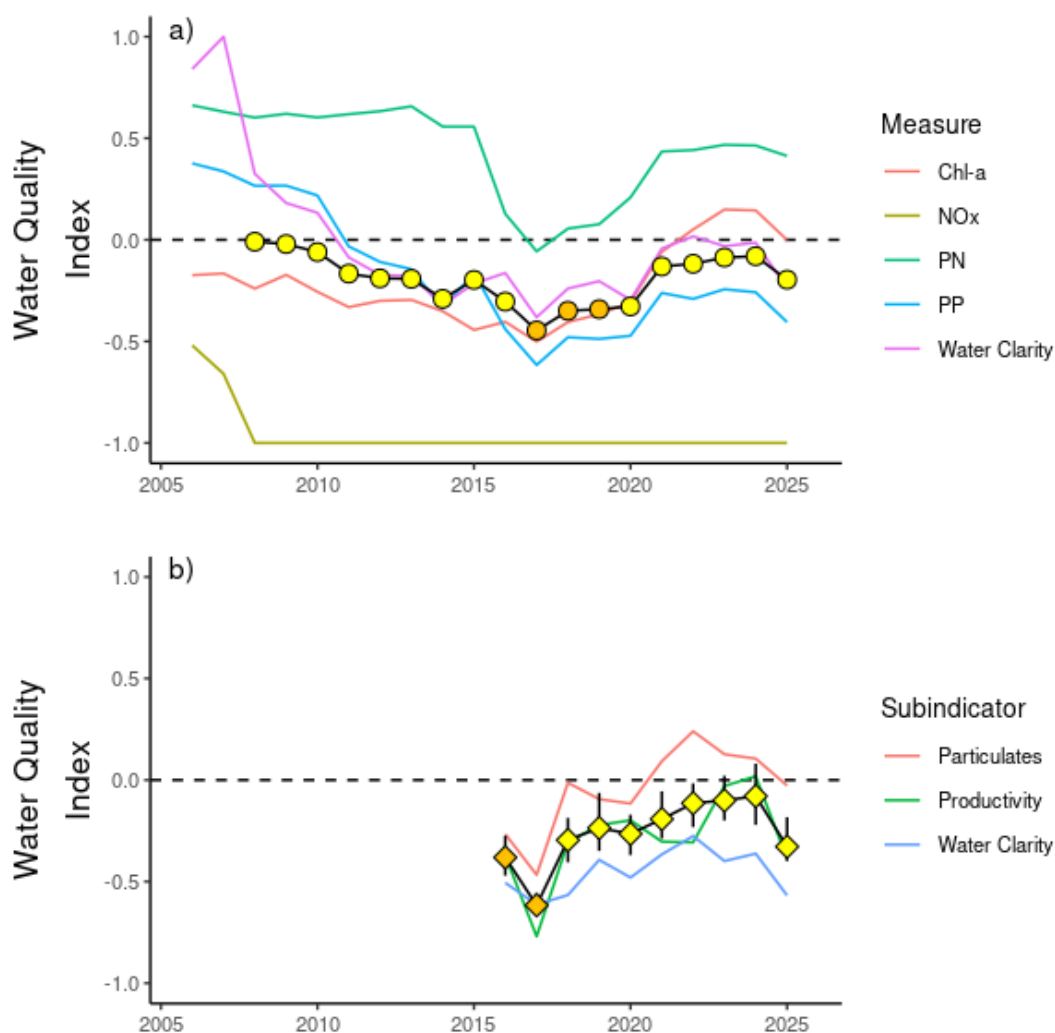 a)
Water Quality
Index
1.0
0.5
0.0
-0.5
-1.0
2005 2010 2015 2020 2025
Measure
Chl-a
NOx
PN
PP
Water Clarity
b)
Water Quality
Index
1.0
0.5
0.0
-0.5
-1.0
2005 2010 2015 2020 2025
Subindicator
Particulates
Productivity
Water Clarity